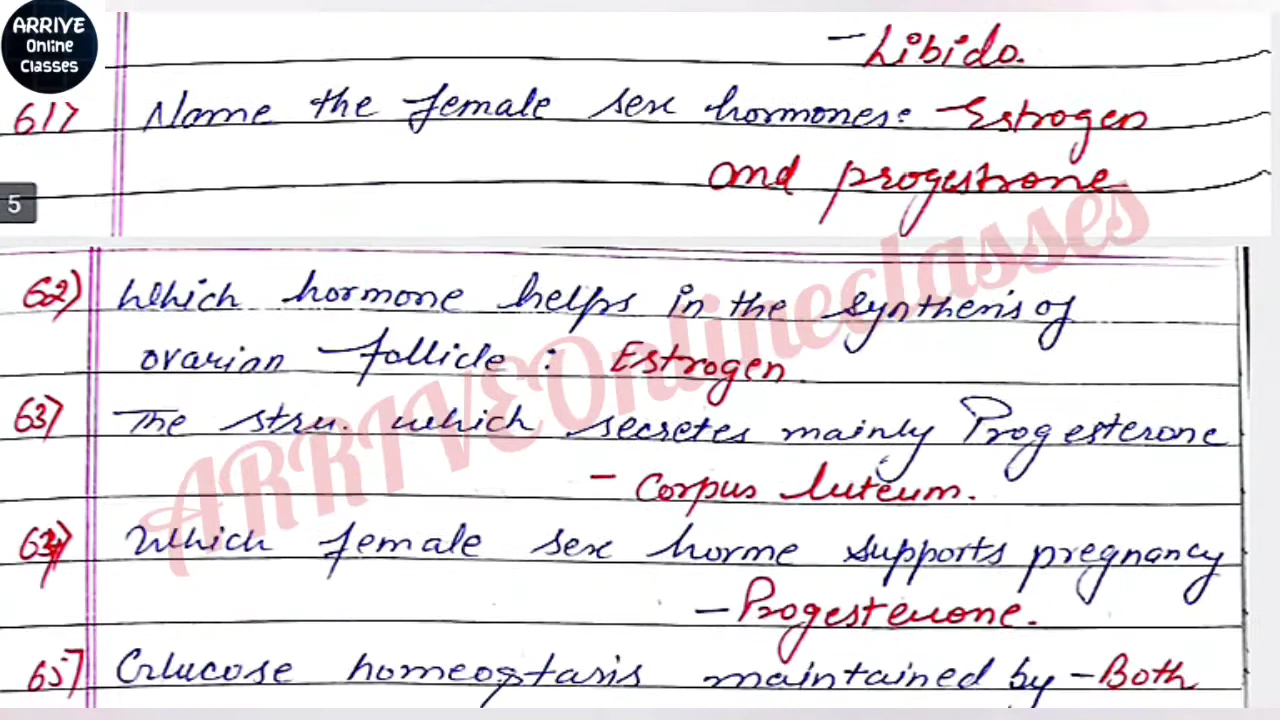 ARRIVE
Online
Classes
- Libido.
61) Name the female sex hormones: Estrogen
and progestrone
5
62) Which hormone helps in the synthesis of
ovarian follicle : Estrogen
63) The stru. which secretes mainly Progesterone
- Corpus luteum.
64) Which female sex horme supports pregnancy
- Progesterone.
65) Glucose homeostasis maintained by - Both
ARRIVEOnlineclasses